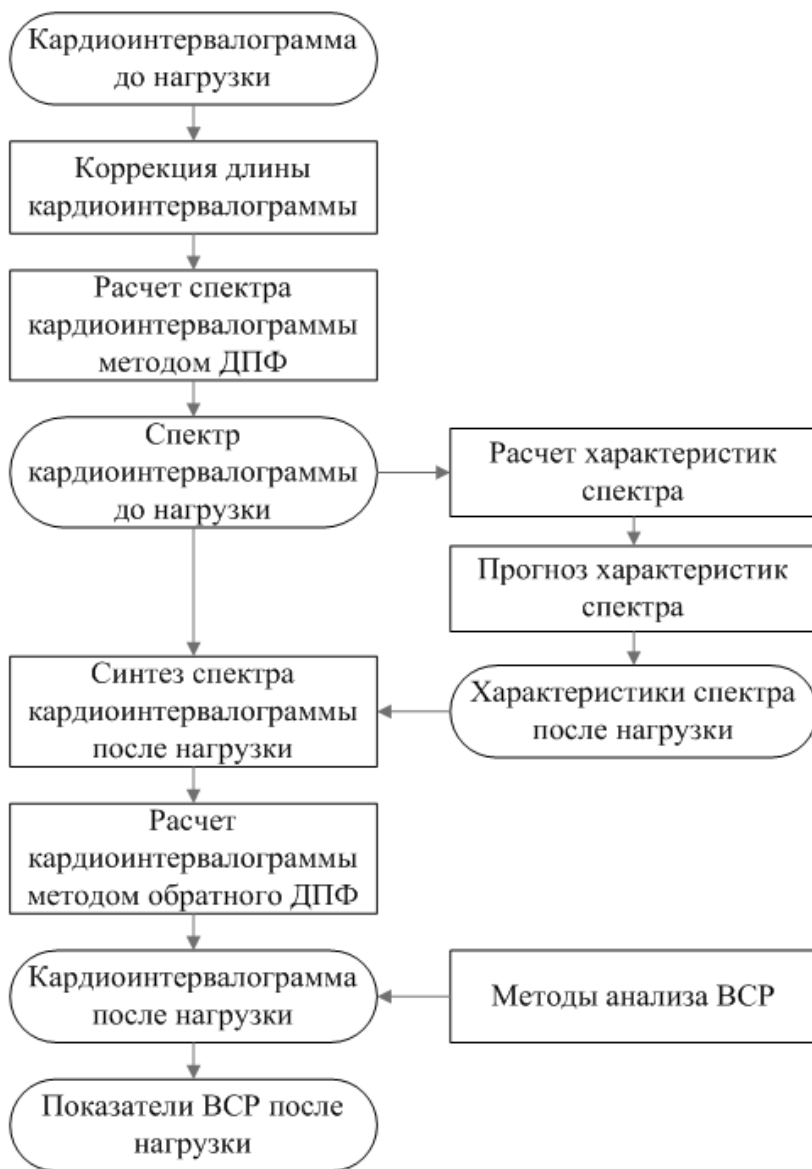 Кардиоинтервалограмма
до нагрузки
Коррекция длины
кардиоинтервалограммы
Расчет спектра
кардиоинтервалограммы
методом ДПФ
Спектр
кардиоинтервалограммы
до нагрузки
Расчет характеристик
спектра
Прогноз характеристик
спектра
Характеристики спектра
после нагрузки
Синтез спектра
кардиоинтервалограммы
после нагрузки
Расчет
кардиоинтервалограммы
методом обратного ДПФ
Кардиоинтервалограмма
после нагрузки
Методы анализа ВСР
Показатели ВСР после
нагрузки